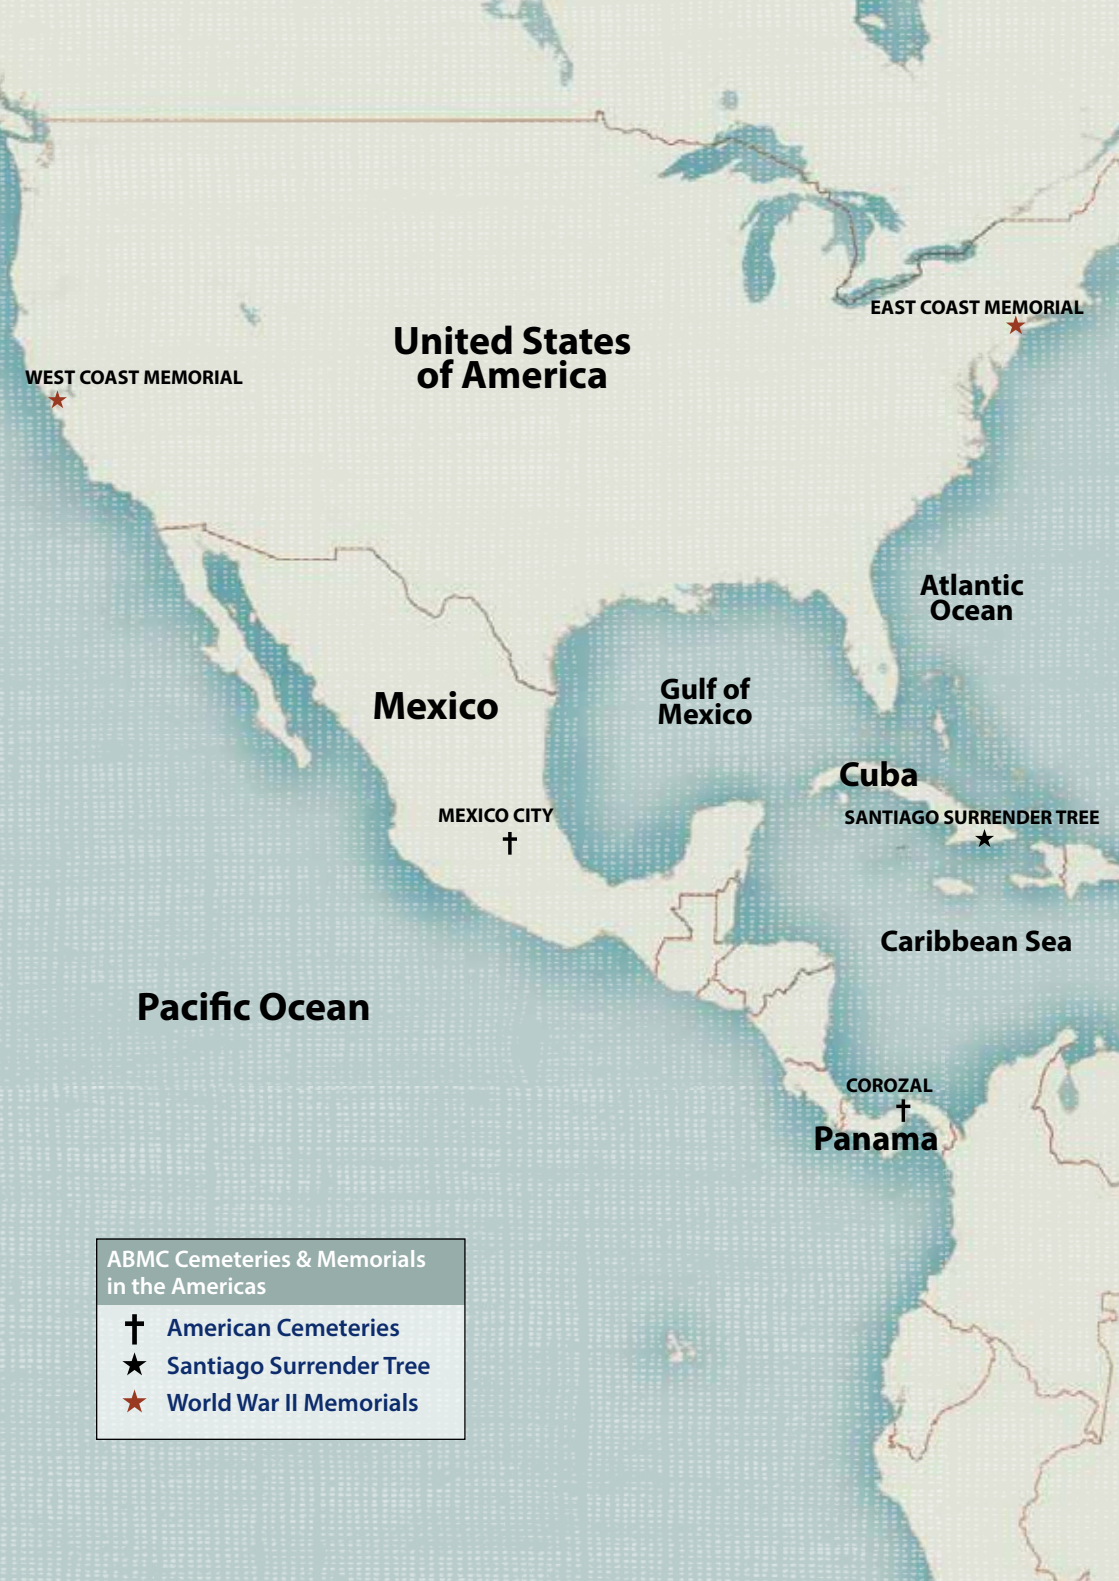 EAST COAST MEMORIAL
United States
of America
WEST COAST MEMORIAL
Atlantic
Ocean
Gulf of
Mexico
Mexico
Cuba
MEXICO CITY
SANTIAGO SURRENDER TREE
Caribbean Sea
Pacific Ocean
COROZAL
Panama
ABMC Cemeteries & Memorials
in the Americas
American Cemeteries
Santiago Surrender Tree
World War II Memorials